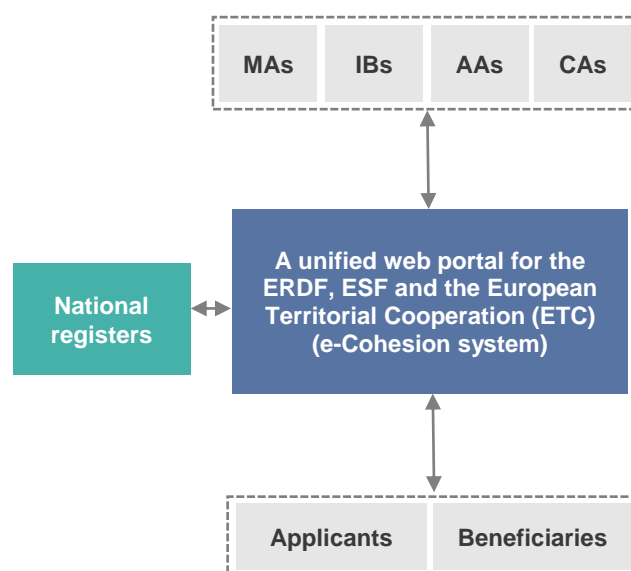 MAs IBs AAs CAs
A unified web portal for the
ERDF, ESF and the European
Territorial Cooperation (ETC)
(e-Cohesion system)
National
registers
Applicants Beneficiaries